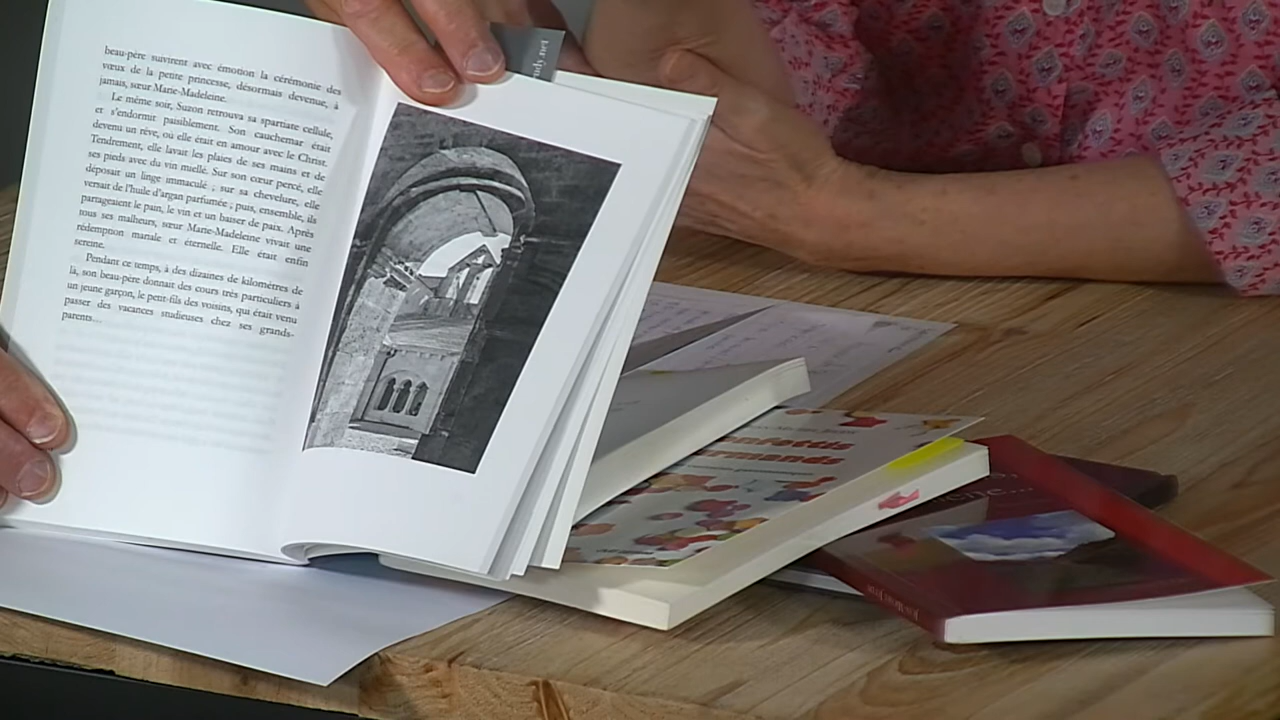 beau-père suivirent avec émotion la cérémonie des
vœux de la petite princesse, désormais devenue, à
jamais, sœur Marie-Madeleine.
Le même soir, Suzon retrouva sa spartiate cellule,
et s'endormit paisiblement. Son cauchemar était
devenu un rêve, où elle était en amour avec le Christ.
Tendrement, elle lavait les plaies de ses mains et de
ses pieds avec du vin miellé. Sur son cœur percé, elle
déposait un linge immaculé ; sur sa chevelure, elle
versait de l'huile d'argan parfumée ; puis, ensemble, ils
partageaient le pain, le vin et un baiser de paix. Après
tous ses malheurs, sœur Marie-Madeleine vivait une
rédemption mariale et éternelle. Elle était enfin
sereine.
Pendant ce temps, à des dizaines de kilomètres de
là, son beau-père donnait des cours très particuliers à
un jeune garçon, le petit-fils des voisins, qui était venu
passer des vacances studieuses chez ses grands-
parents...
onfettis
rmands